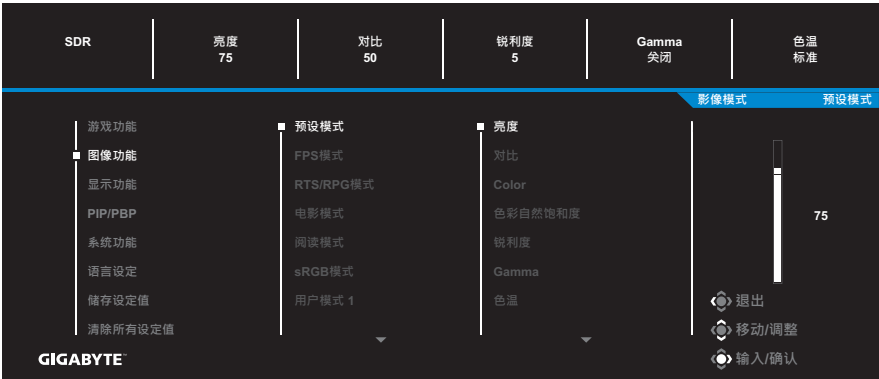 SDR 亮度 对比 锐利度 Gamma 色温
75 50 5 关闭 标准
影像模式 预设模式
游戏功能 预设模式 亮度
图像功能 FPS模式 对比
显示功能 RTS/RPG模式 Color
PIP/PBP 电影模式 色彩自然饱和度
系统功能 阅读模式 锐利度
语言设定 sRGB模式 Gamma
储存设定值 用户模式 1 色温
清除所有设定值
75
退出
移动/调整
输入/确认
GIGABYTE™